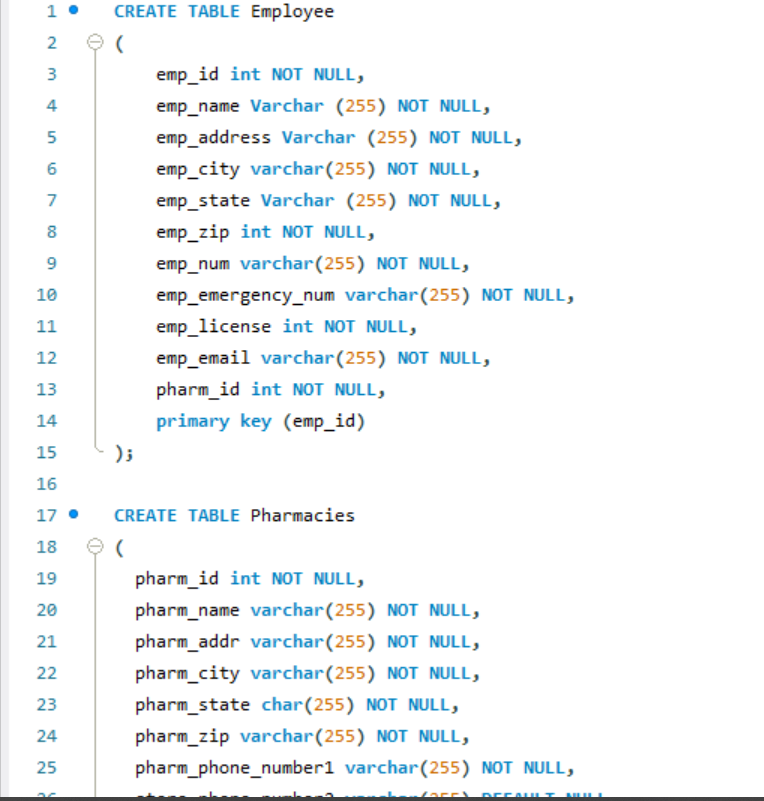 1 CREATE TABLE Employee
2 (
3 emp_id int NOT NULL,
4 emp_name Varchar (255) NOT NULL,
5 emp_address Varchar (255) NOT NULL,
6 emp_city varchar(255) NOT NULL,
7 emp_state Varchar (255) NOT NULL,
8 emp_zip int NOT NULL,
9 emp_num varchar(255) NOT NULL,
10 emp_emergency_num varchar(255) NOT NULL,
11 emp_license int NOT NULL,
12 emp_email varchar(255) NOT NULL,
13 pharm_id int NOT NULL,
14 primary key (emp_id)
15 );
16
17 CREATE TABLE Pharmacies
18 (
19 pharm_id int NOT NULL,
20 pharm_name varchar(255) NOT NULL,
21 pharm_addr varchar(255) NOT NULL,
22 pharm_city varchar(255) NOT NULL,
23 pharm_state char(255) NOT NULL,
24 pharm_zip varchar(255) NOT NULL,
25 pharm_phone_number1 varchar(255) NOT NULL,